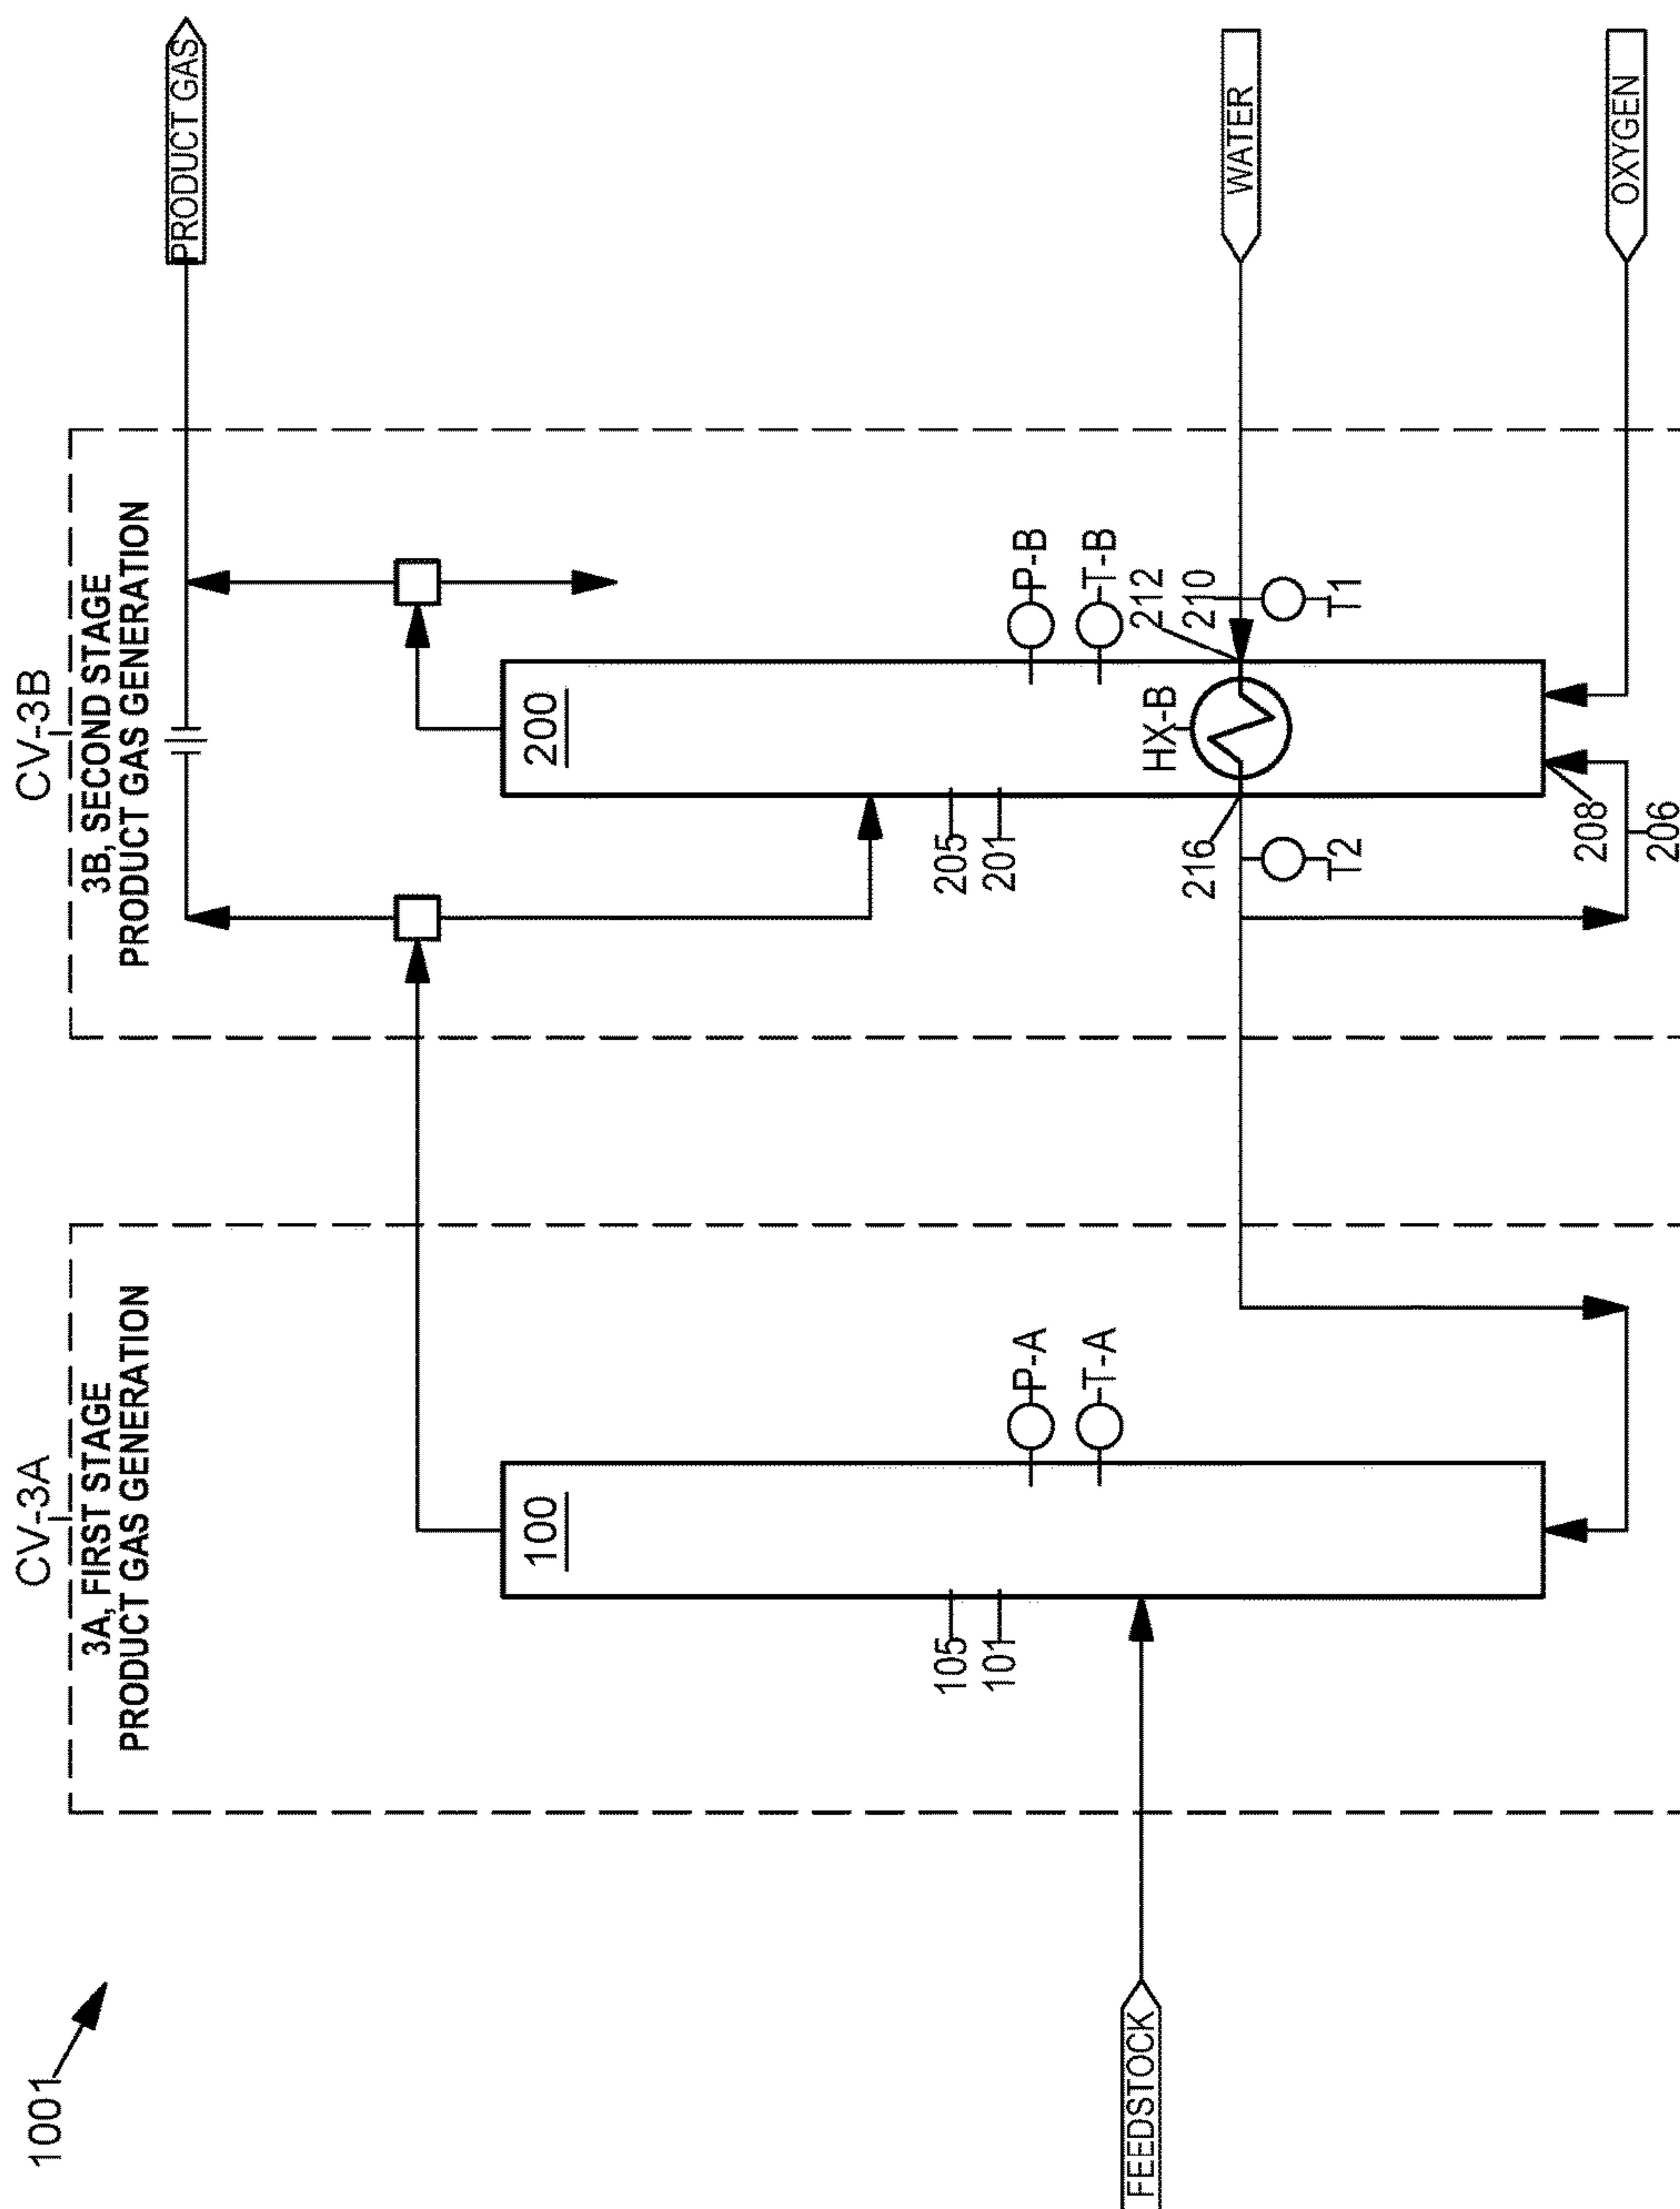 1001
CV-3A
3A, FIRST STAGE
PRODUCT GAS GENERATION
CV-3B
3B, SECOND STAGE
PRODUCT GAS GENERATION
PRODUCT GAS
100
200
105
101
P-A
T-A
205
201
P-B
T-B
212
210
HX-B
216
T2
T1
FEEDSTOCK
WATER
208
206
OXYGEN